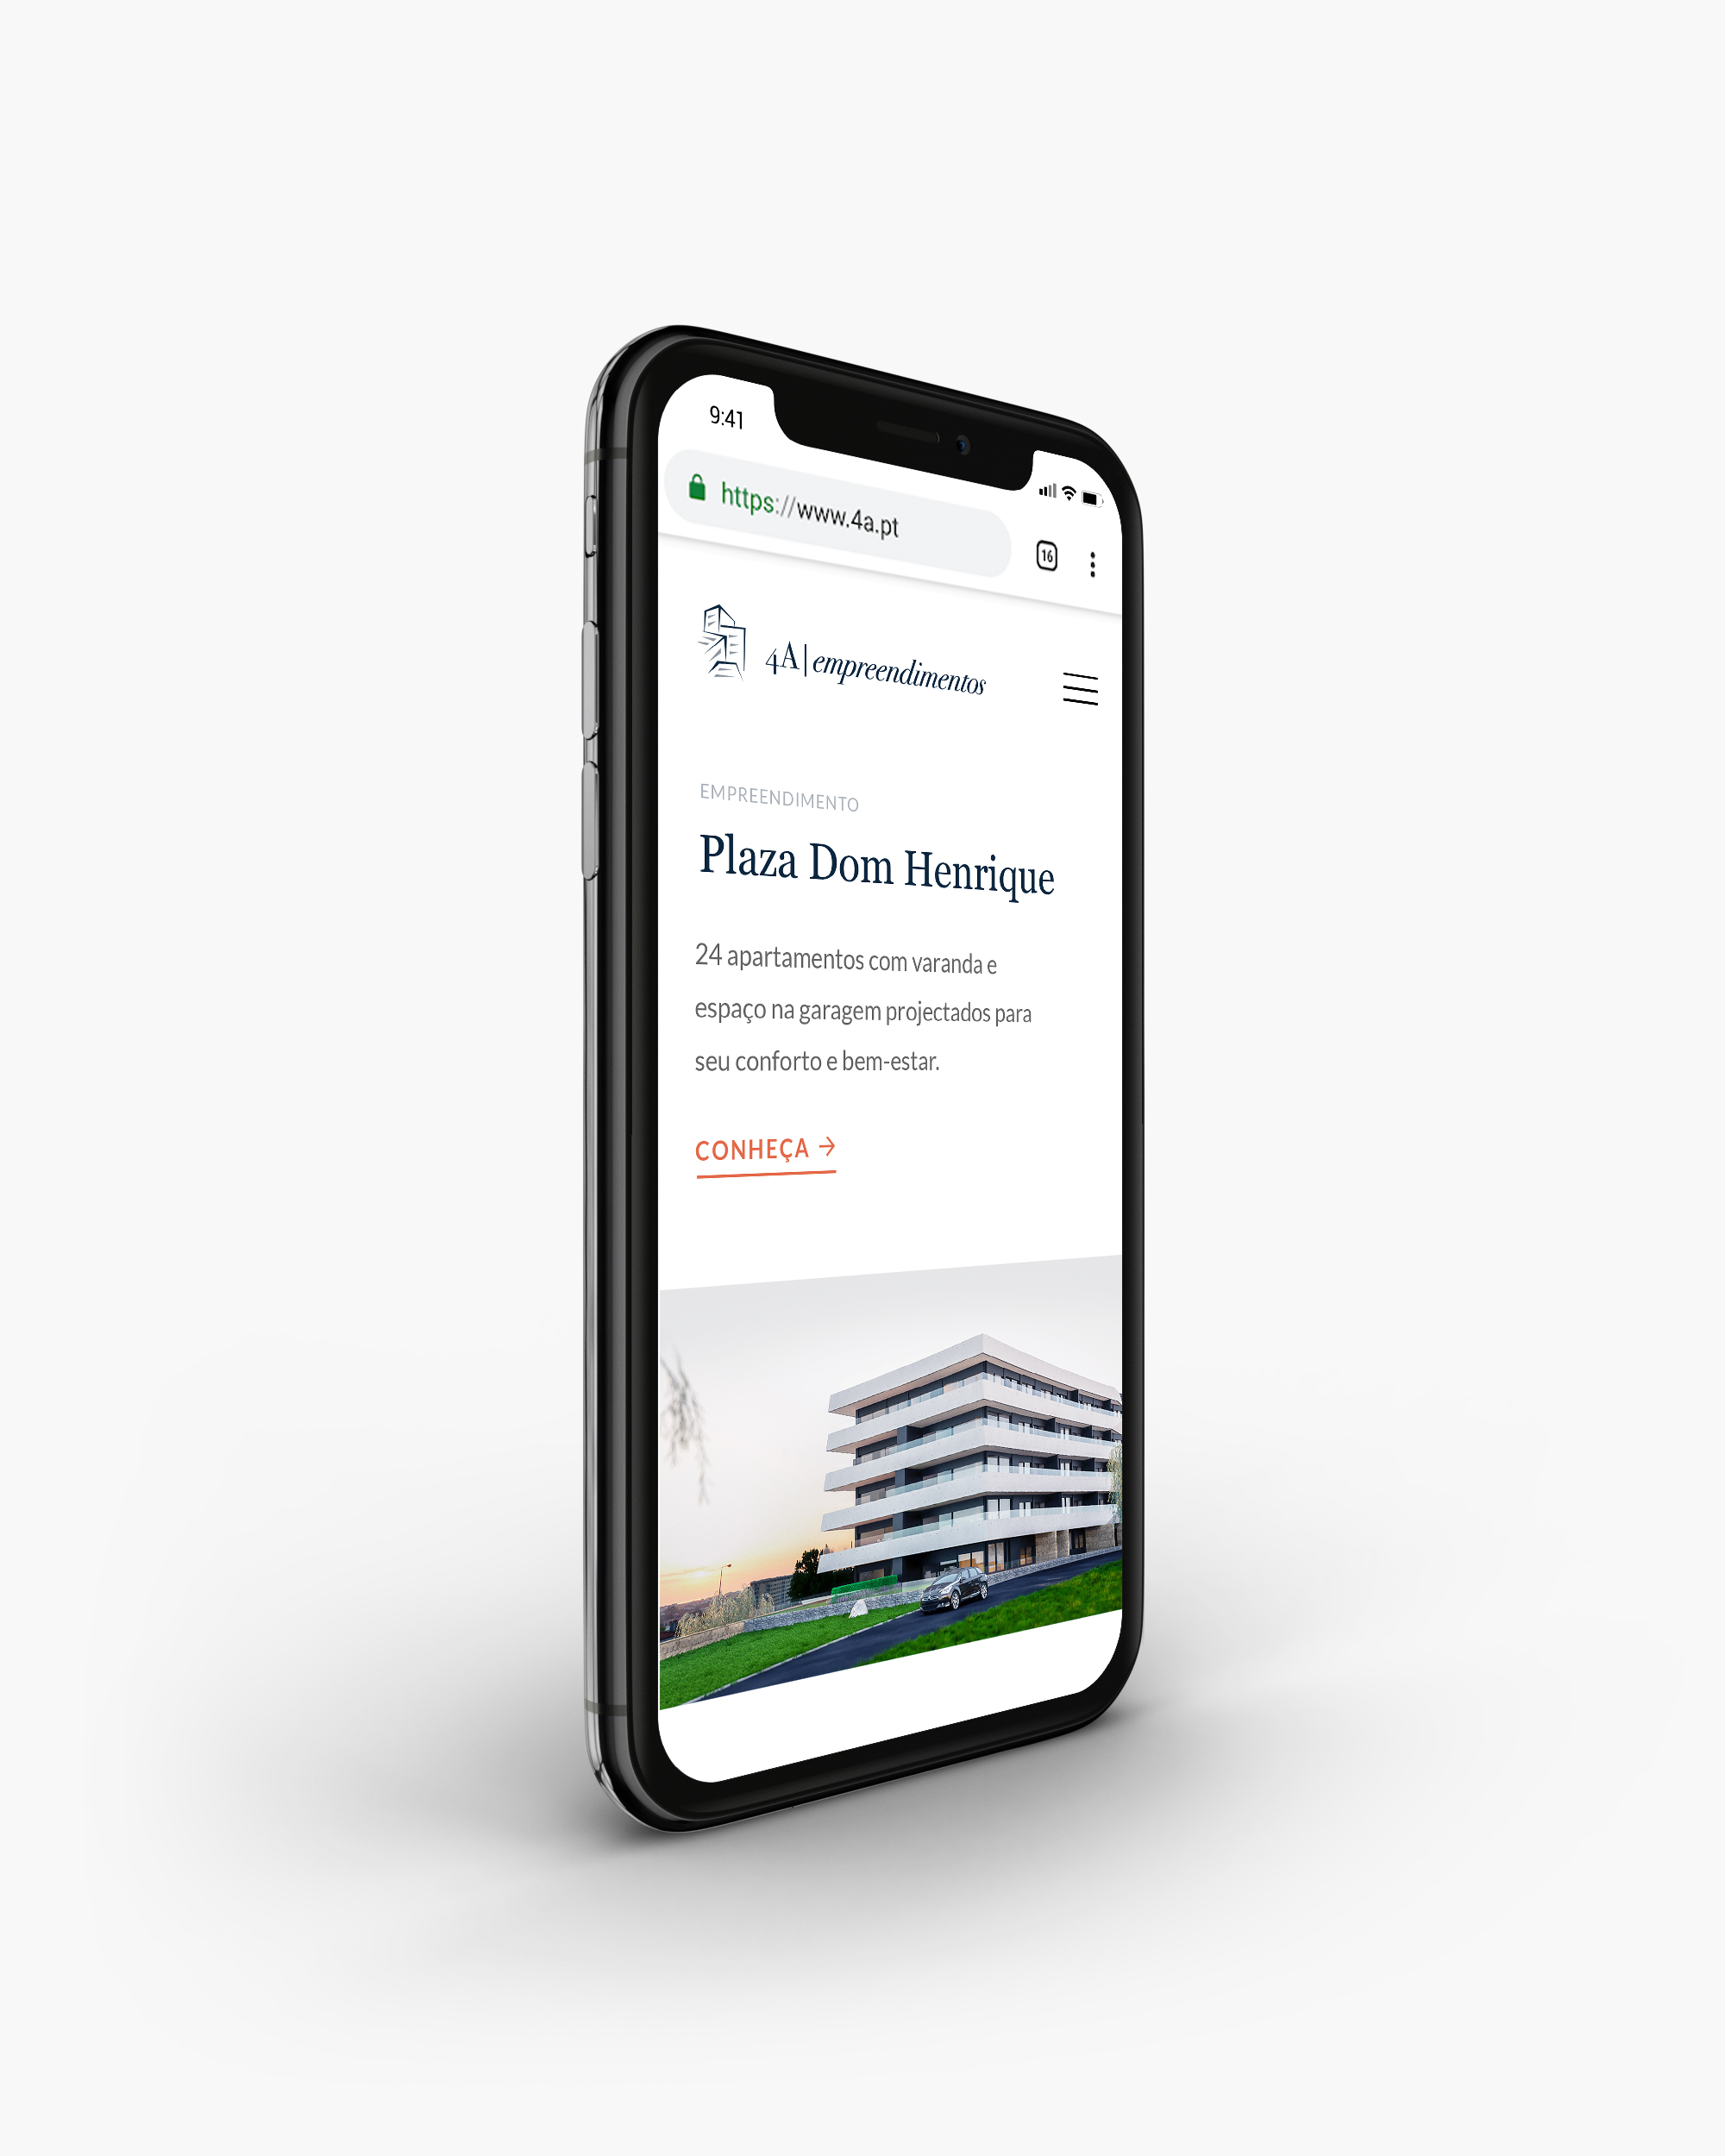 9:41
https://www.4a.pt
16
4A| empreendimentos
EMPREENDIMENTO
Plaza Dom Henrique
24 apartamentos com varanda e
espaço na garagem projectados para
seu conforto e bem-estar.
CONHEÇA →